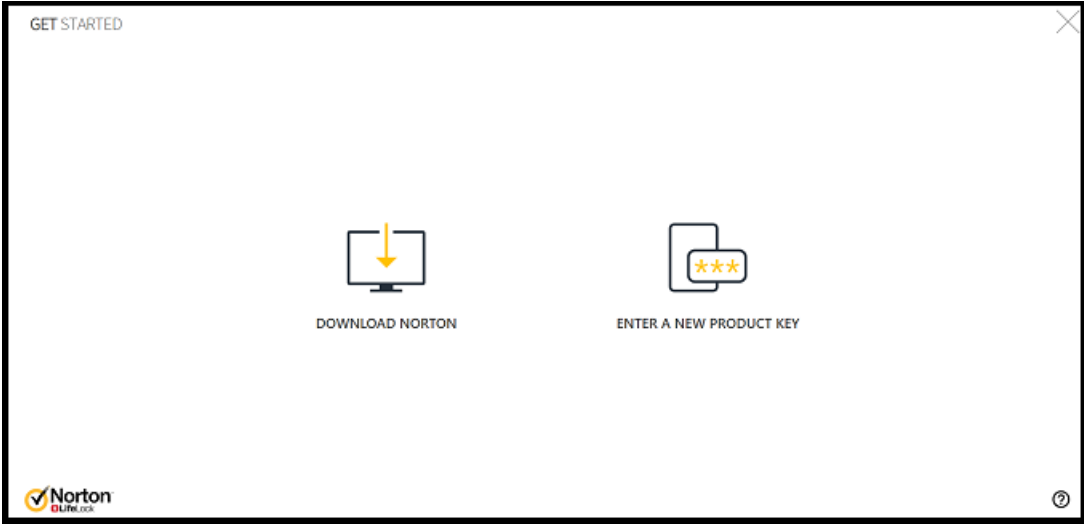 GET STARTED
***
DOWNLOAD NORTON
ENTER A NEW PRODUCT KEY
Norton
LifeLock
?